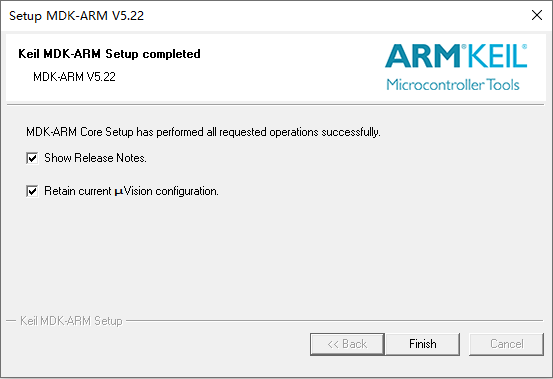 Setup MDK-ARM V5.22
Keil MDK-ARM Setup completed
MDK-ARM V5.22
ARM®KEIL®
Microcontroller Tools
MDK-ARM Core Setup has performed all requested operations successfully.
Show Release Notes.
Retain current µVision configuration.
Keil MDK-ARM Setup
<< Back
Finish
Cancel